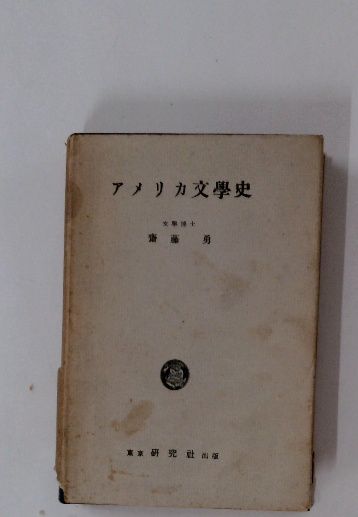 アメリカ文學史
文學博士
齋藤 勇
東京 研究社 出版